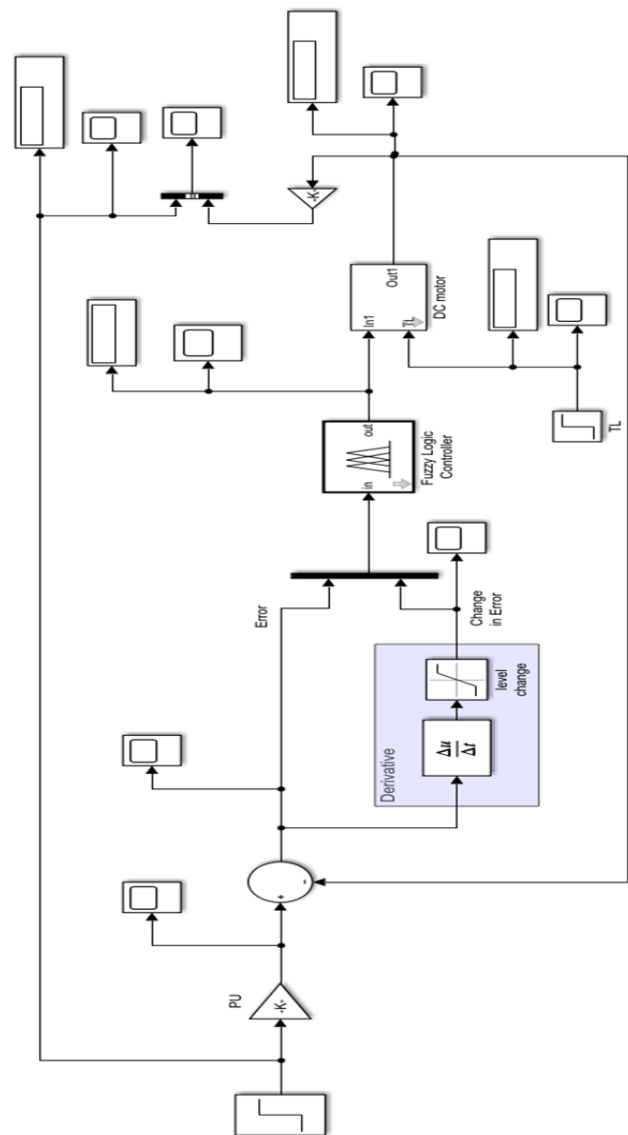 PU
-K-
+
-
Derivative
Δu
Δt
level
change
Error
Change
in Error
in
out
Fuzzy Logic
Controller
In1
TL
Out1
DC motor
TL
-K-